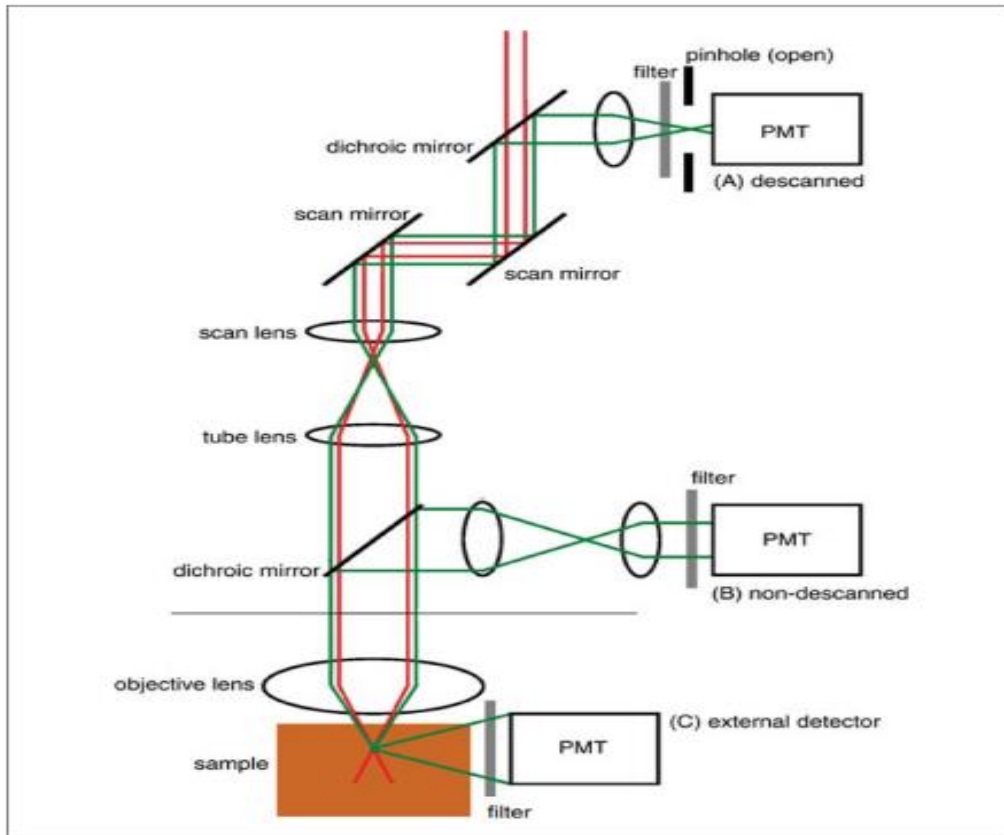 pinhole (open)
filter
PMT
dichroic mirror
(A) descanned
scan mirror
scan mirror
scan lens
tube lens
filter
PMT
dichroic mirror
(B) non-descanned
objective lens
(C) external detector
PMT
sample
filter